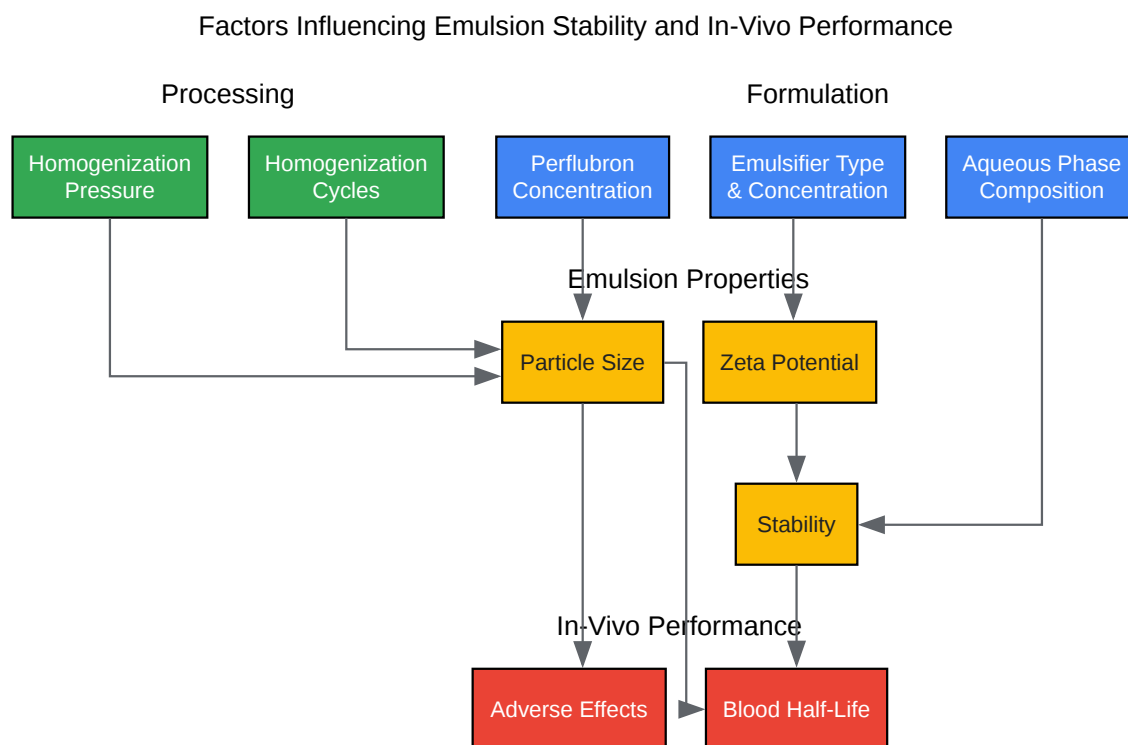 Factors Influencing Emulsion Stability and In-Vivo Performance
Processing
Formulation
Homogenization
Pressure
Homogenization
Cycles
Perflubron
Concentration
Emulsifier Type
& Concentration
Aqueous Phase
Composition
Emulsion Properties
Particle Size
Zeta Potential
Stability
In-Vivo Performance
Adverse Effects
Blood Half-Life